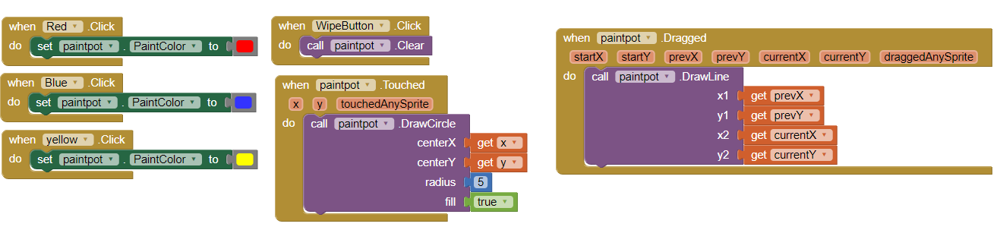 when Red .Click
do set paintpot . PaintColor to
when Blue .Click
do set paintpot . PaintColor to
when yellow .Click
do set paintpot . PaintColor to
when WipeButton .Click
do call paintpot .Clear
when paintpot .Touched
x y touchedAnySprite
do call paintpot .DrawCircle
centerX get x
centerY get y
radius 5
fill true
when paintpot .Dragged
startX startY prevX prevY currentX currentY draggedAnySprite
do call paintpot .DrawLine
x1 get prevX
y1 get prevY
x2 get currentX
y2 get currentY